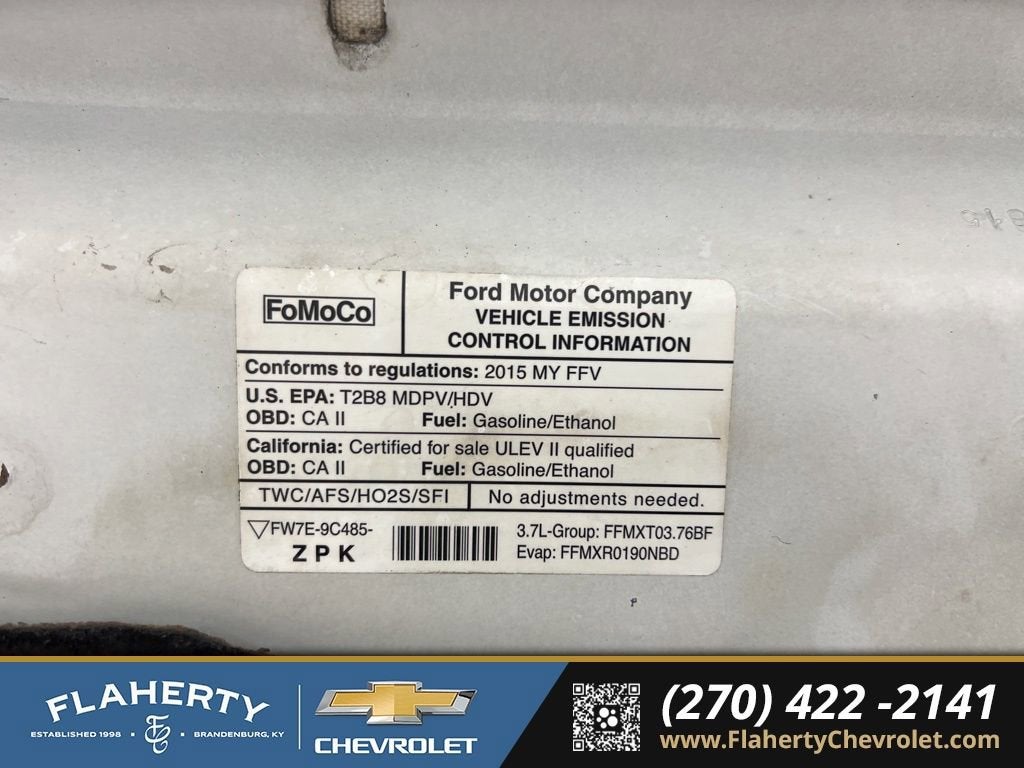 FoMoCo
Ford Motor Company
VEHICLE EMISSION
CONTROL INFORMATION
Conforms to regulations: 2015 MY FFV
U.S. EPA: T2B8 MDPV/HDV
OBD: CA II Fuel: Gasoline/Ethanol
California: Certified for sale ULEV II qualified
OBD: CA II Fuel: Gasoline/Ethanol
TWC/AFS/HO2S/SFI No adjustments needed.
FW7E-9C485-
ZPK
3.7L-Group: FFMXT03.76BF
Evap: FFMXR0190NBD
FLAHERTY
ESTABLISHED 1998 • BRANDENBURG, KY
CHEVROLET
(270) 422 -2141
www.FlahertyChevrolet.com